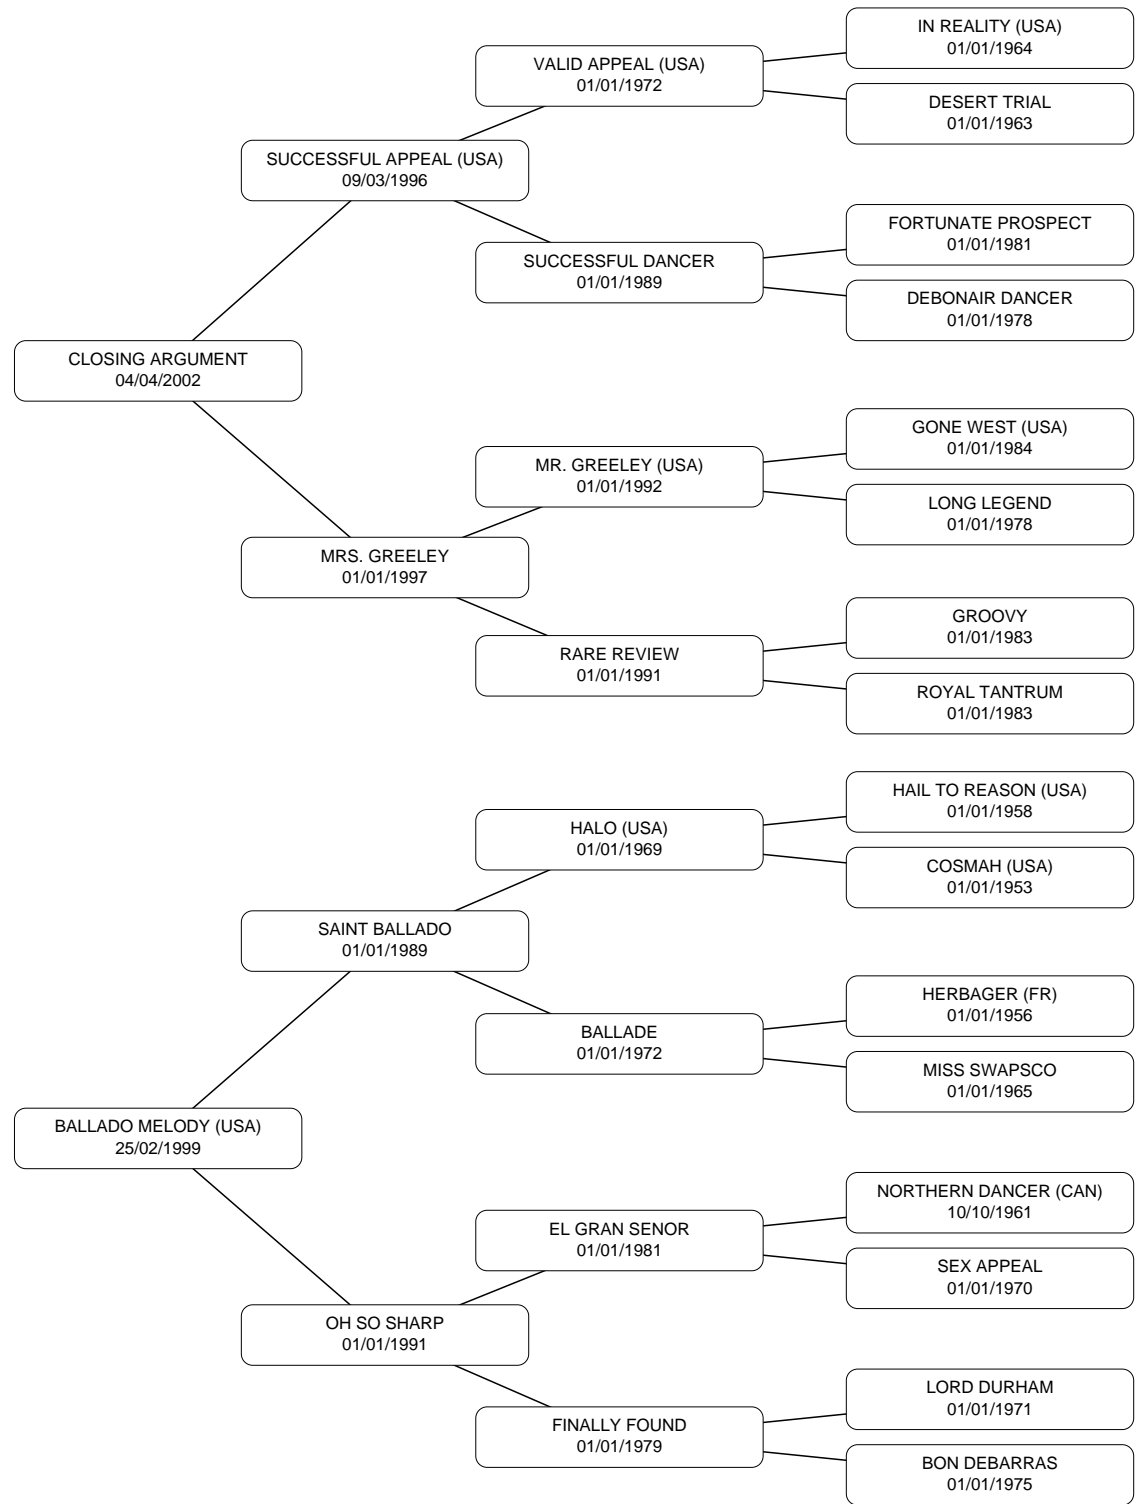 IN REALITY (USA)
01/01/1964
VALID APPEAL (USA)
01/01/1972
DESERT TRIAL
01/01/1963
SUCCESSFUL APPEAL (USA)
09/03/1996
FORTUNATE PROSPECT
01/01/1981
SUCCESSFUL DANCER
01/01/1989
DEBONAIR DANCER
01/01/1978
CLOSING ARGUMENT
04/04/2002
GONE WEST (USA)
01/01/1984
MR. GREELEY (USA)
01/01/1992
LONG LEGEND
01/01/1978
MRS. GREELEY
01/01/1997
GROOVY
01/01/1983
RARE REVIEW
01/01/1991
ROYAL TANTRUM
01/01/1983
HAIL TO REASON (USA)
01/01/1958
HALO (USA)
01/01/1969
COSMAH (USA)
01/01/1953
SAINT BALLADO
01/01/1989
HERBAGER (FR)
01/01/1956
BALLADE
01/01/1972
MISS SWAPSCO
01/01/1965
BALLADO MELODY (USA)
25/02/1999
NORTHERN DANCER (CAN)
10/10/1961
EL GRAN SENOR
01/01/1981
SEX APPEAL
01/01/1970
OH SO SHARP
01/01/1991
LORD DURHAM
01/01/1971
FINALLY FOUND
01/01/1979
BON DEBARRAS
01/01/1975